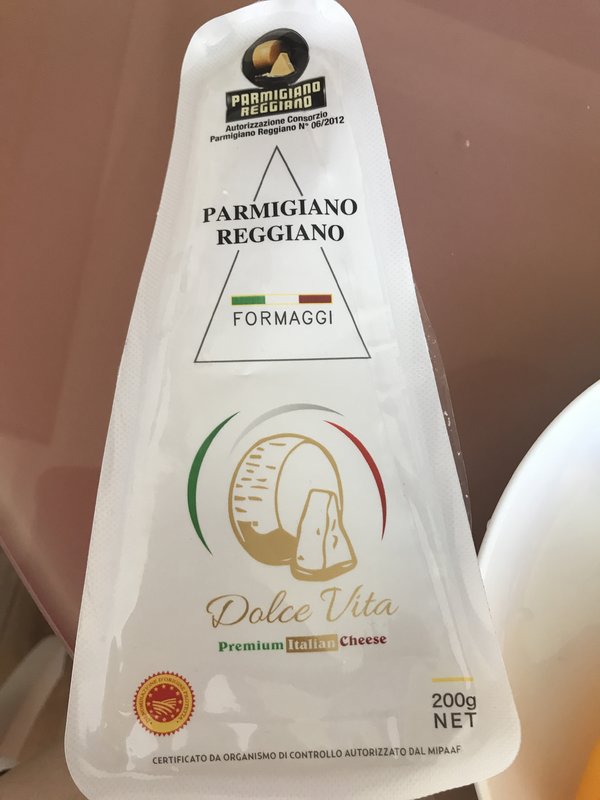 PARMIGIANO
REGGIANO
Autorizzazione Consorzio
Parmigiano Reggiano N° 06/2012
PARMIGIANO
REGGIANO
FORMAGGI
Dolce Vita
Premium Italian Cheese
200g
NET
CERTIFICATO DA ORGANISMO DI CONTROLLO AUTORIZZATO DAL MIPAAF